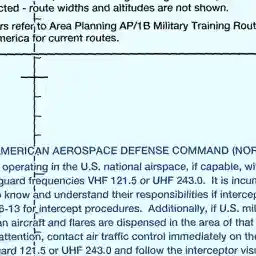 cted - route widths and altitudes are not shown.
rs refer to Area Planning AP/1B Military Training Rout
merica for current routes.
AMERICAN AEROSPACE DEFENSE COMMAND (NOR
operating in the U.S. national airspace, if capable, wi
guard frequencies VHF 121.5 or UHF 243.0. It is incum
o know and understand their responsibilities if intercep
6-13 for intercept procedures. Additionally, if U.S. mil
an aircraft and flares are dispensed in the area of that
attention, contact air traffic control immediately on the
ard 121.5 or UHF 243.0 and follow the interceptor visu